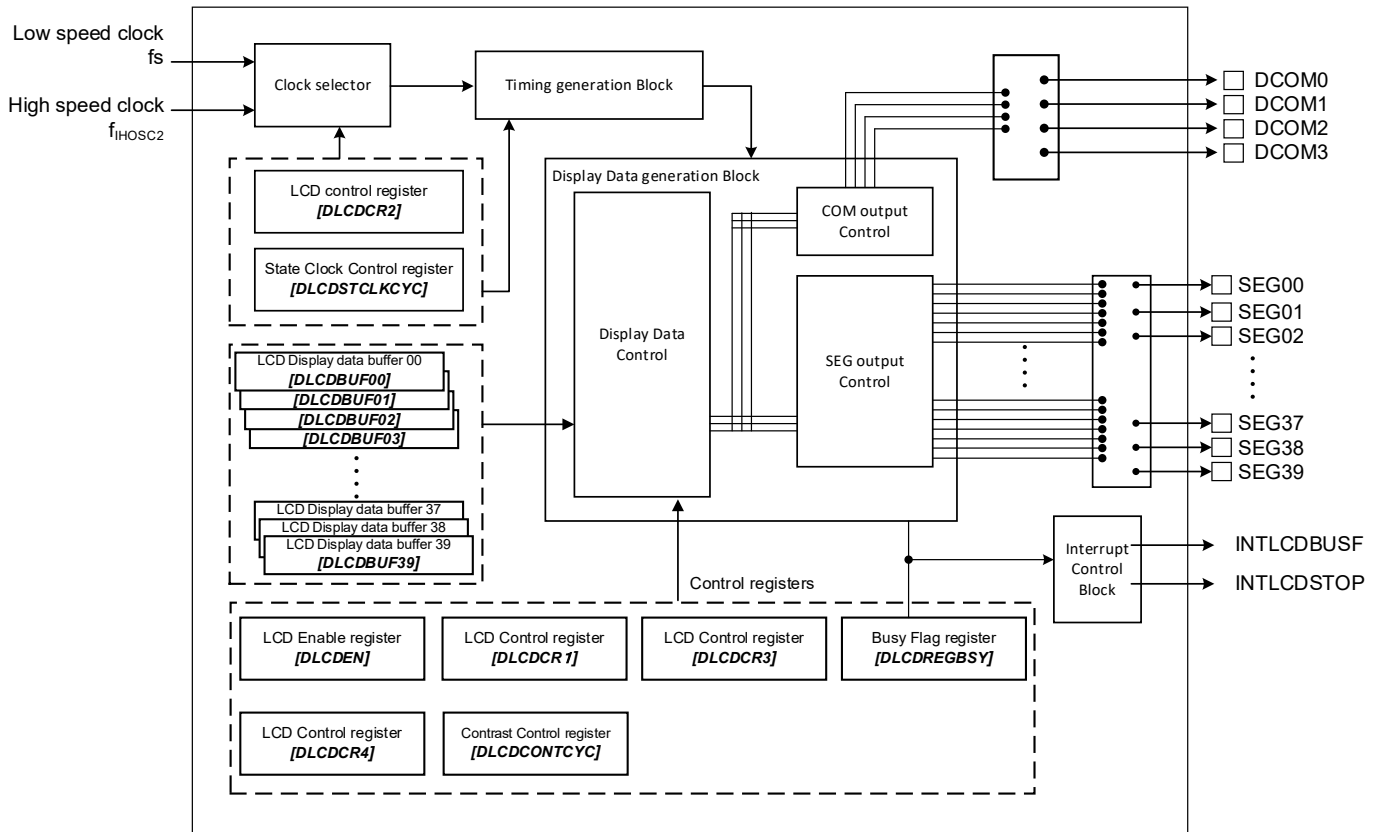 Low speed clock
fs
High speed clock
fIHOSC2
Clock selector
Timing generation Block
LCD control register
[DLCDCR2]
State Clock Control register
[DLCDSTCLKCYC]
LCD Display data buffer 00
[DLCDBUF00]
[DLCDBUF01]
[DLCDBUF02]
[DLCDBUF03]
LCD Display data buffer 37
LCD Display data buffer 38
LCD Display data buffer 39
[DLCDBUF39]
Display Data generation Block
Display Data
Control
COM output
Control
SEG output
Control
DCOM0
DCOM1
DCOM2
DCOM3
SEG00
SEG01
SEG02
SEG37
SEG38
SEG39
Interrupt
Control
Block
INTLCDBUSF
INTLCDSTOP
Control registers
LCD Enable register
[DLCDEN]
LCD Control register
[DLCDCR1]
LCD Control register
[DLCDCR3]
Busy Flag register
[DLCDREGBSY]
LCD Control register
[DLCDCR4]
Contrast Control register
[DLCDCONTCYC]